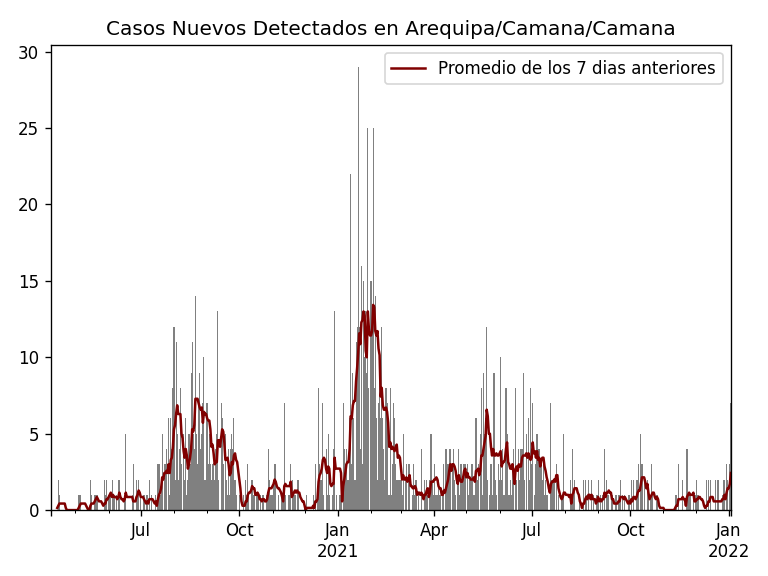 Casos Nuevos Detectados en Arequipa/Camana/Camana
Promedio de los 7 dias anteriores
30
25
20
15
10
5
0
Jul Oct Jan Apr Jul Oct Jan
2021 2022